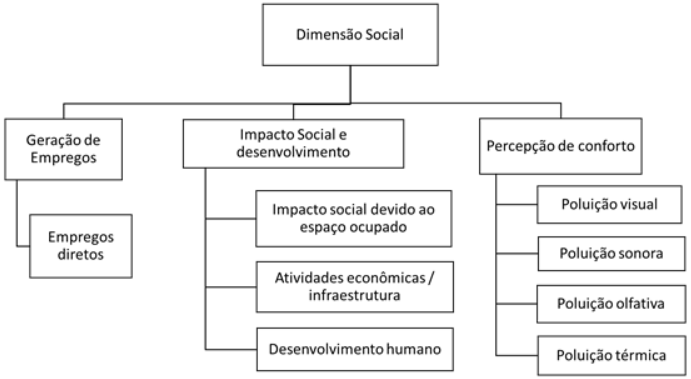 Dimensão Social
Geração de
Empregos
Empregos
diretos
Impacto Social e
desenvolvimento
Impacto social devido ao
espaço ocupado
Atividades econômicas /
infraestrutura
Desenvolvimento humano
Percepção de conforto
Poluição visual
Poluição sonora
Poluição olfativa
Poluição térmica